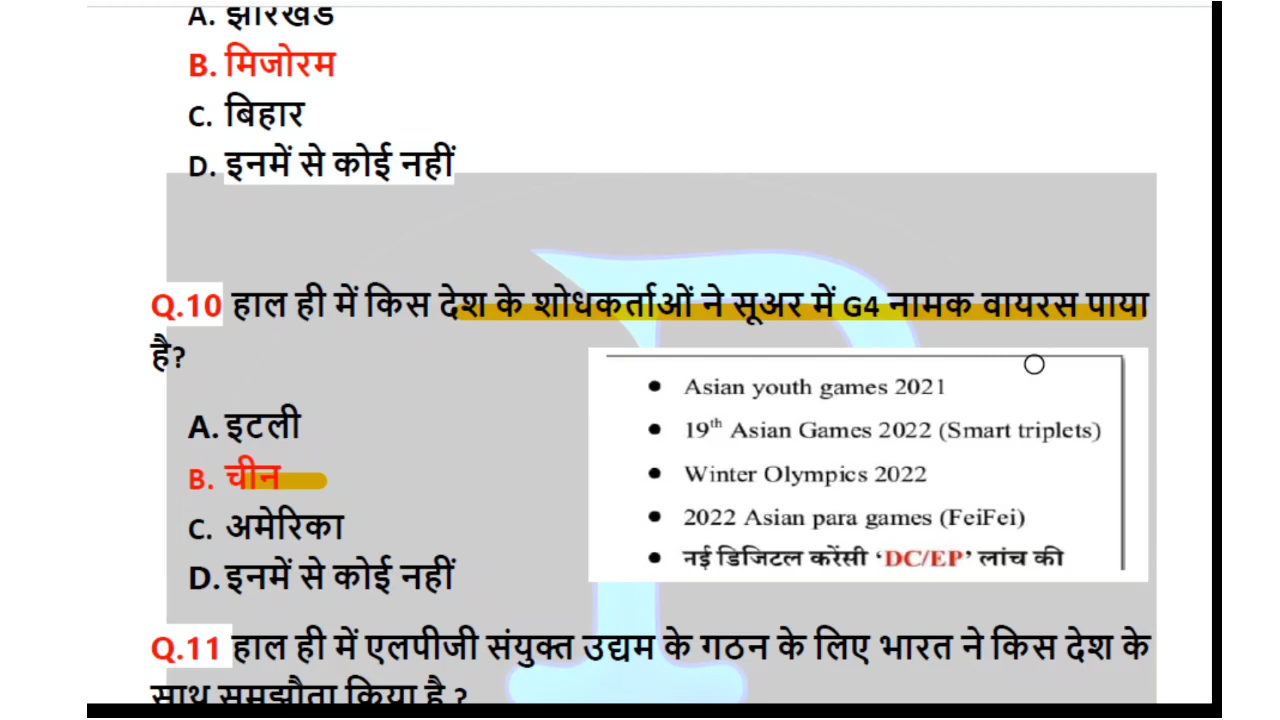 A. झारखंड
B. मिजोरम
C. बिहार
D. इनमें से कोई नहीं
Q.10 हाल ही में किस देश के शोधकर्ताओं ने सूअर में G4 नामक वायरस पाया
है?
A. इटली
B. चीन
C. अमेरिका
D. इनमें से कोई नहीं
• Asian youth games 2021
• 19th Asian Games 2022 (Smart triplets)
• Winter Olympics 2022
• 2022 Asian para games (FeiFei)
• नई डिजिटल करेंसी ‘DC/EP’ लांच की
Q.11 हाल ही में एलपीजी संयुक्त उद्यम के गठन के लिए भारत ने किस देश के
साथ समझौता किया है ?